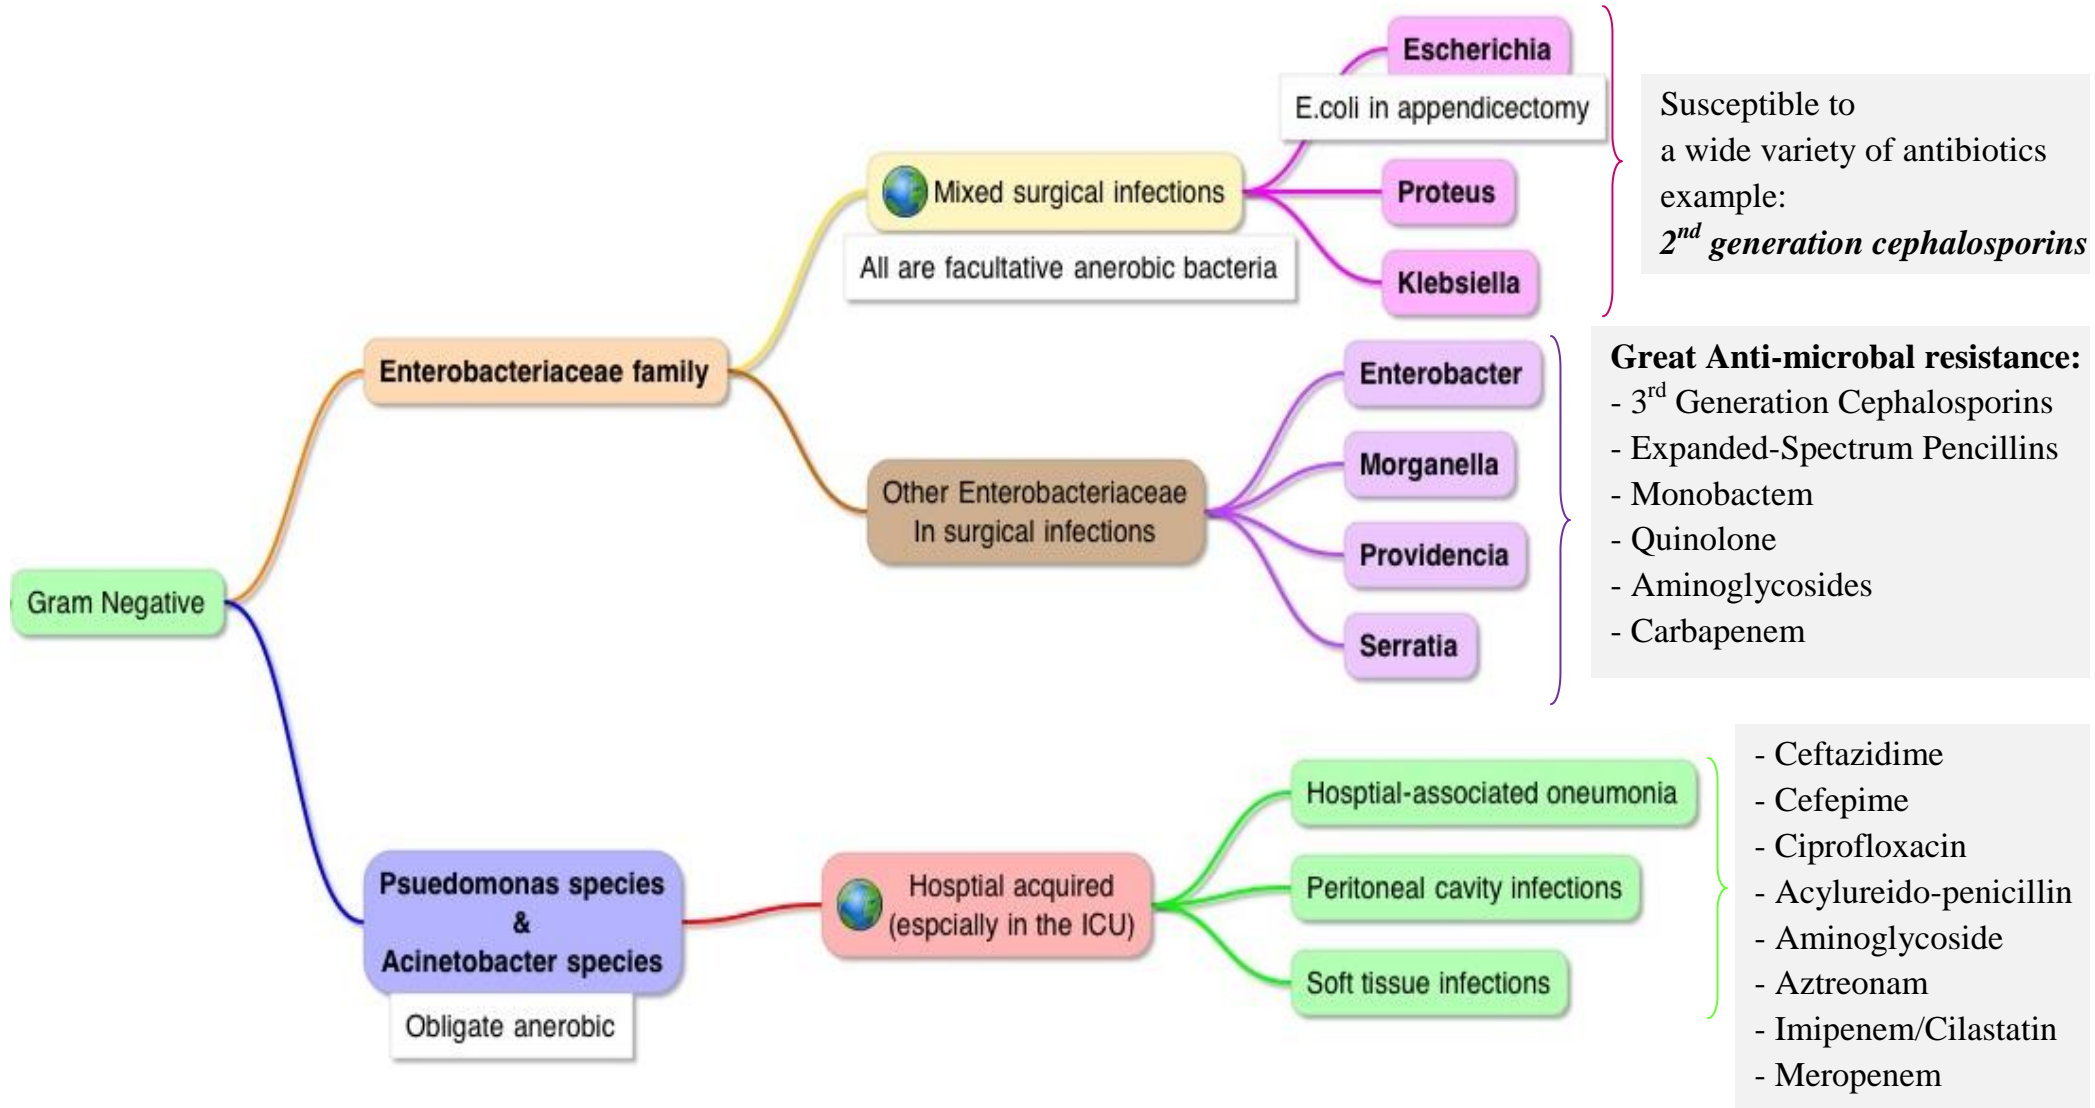 Gram Negative
Enterobacteriaceae family
Mixed surgical infections
All are facultative anerobic bacteria
Escherichia
E.coli in appendicectomy
Proteus
Klebsiella
Susceptible to
a wide variety of antibiotics
example:
2nd generation cephalosporins
Other Enterobacteriaceae
In surgical infections
Enterobacter
Morganella
Providencia
Serratia
Great Anti-microbal resistance:
- 3rd Generation Cephalosporins
- Expanded-Spectrum Pencillins
- Monobactem
- Quinolone
- Aminoglycosides
- Carbapenem
Psuedomonas species
&
Acinetobacter species
Obligate anerobic
Hosptial acquired
(espcially in the ICU)
Hosptial-associated oneumonia
Peritoneal cavity infections
Soft tissue infections
- Ceftazidime
- Cefepime
- Ciprofloxacin
- Acylureido-penicillin
- Aminoglycoside
- Aztreonam
- Imipenem/Cilastatin
- Meropenem